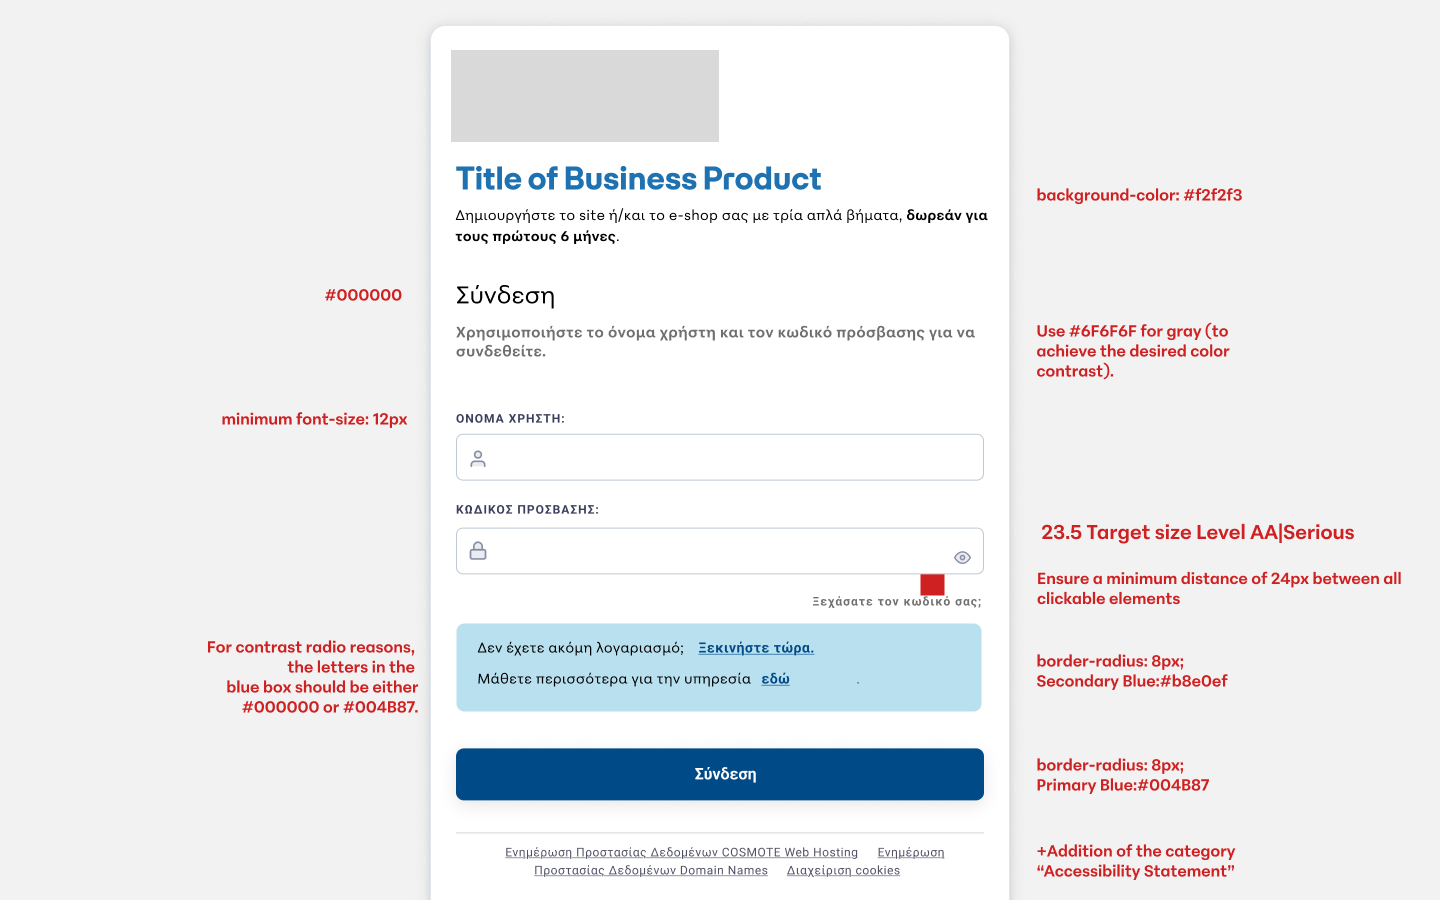 Title of Business Product
Δημιουργήστε το site ή/και το e-shop σας με τρία απλά βήματα, δωρεάν για
τους πρώτους 6 μήνες.
background-color: #f2f2f3
#000000
Σύνδεση
Χρησιμοποιήστε το όνομα χρήστη και τον κωδικό πρόσβασης για να
συνδεθείτε.
Use #6F6F6F for gray (to
achieve the desired color
contrast).
minimum font-size: 12px
ΟΝΟΜΑ ΧΡΗΣΤΗ:
ΚΩΔΙΚΟΣ ΠΡΟΣΒΑΣΗΣ:
23.5 Target size Level AA|Serious
Ensure a minimum distance of 24px between all
clickable elements
Ξεχάσατε τον κωδικό σας;
For contrast radio reasons,
the letters in the
blue box should be either
#000000 or #004B87.
Δεν έχετε ακόμη λογαριασμό; Ξεκινήστε τώρα.
Μάθετε περισσότερα για την υπηρεσία εδώ .
border-radius: 8px;
Secondary Blue:#b8e0ef
Σύνδεση
border-radius: 8px;
Primary Blue:#004B87
Ενημέρωση Προστασίας Δεδομένων COSMOTE Web Hosting Ενημέρωση
Προστασίας Δεδομένων Domain Names Διαχείριση cookies
+Addition of the category
“Accessibility Statement”